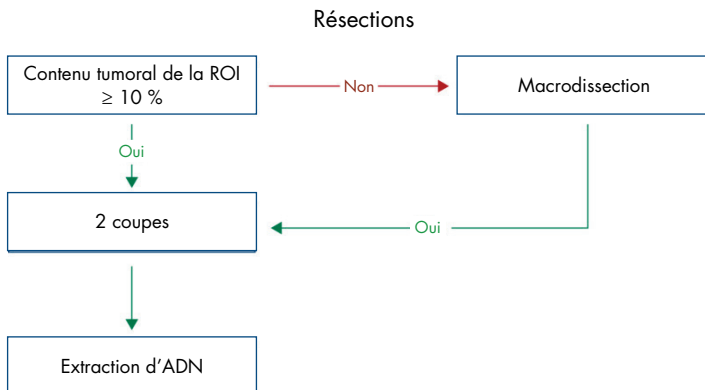 Résections
Contenu tumoral de la ROI
≥ 10 %
Non
Macrodissection
Oui
2 coupes
Oui
Extraction d’ADN